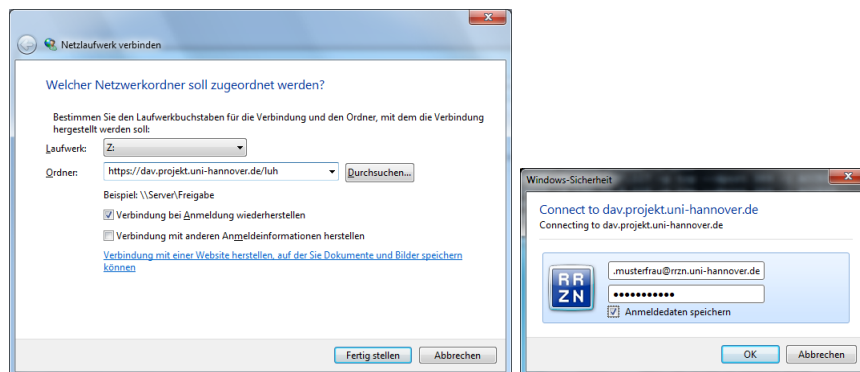 Netzlaufwerk verbinden
Welcher Netzwerkordner soll zugeordnet werden?
Bestimmen Sie den Laufwerkbuchstaben für die Verbindung und den Ordner, mit dem die Verbindung
hergestellt werden soll:
Laufwerk: Z:
Ordner: https://dav.projekt.uni-hannover.de/luh Durchsuchen...
Beispiel: \\Server\Freigabe
Verbindung bei Anmeldung wiederherstellen
Verbindung mit anderen Anmeldeinformationen herstellen
Verbindung mit einer Website herstellen, auf der Sie Dokumente und Bilder speichern
können
Fertig stellen Abbrechen
Windows-Sicherheit
Connect to dav.projekt.uni-hannover.de
Connecting to dav.projekt.uni-hannover.de
RR
ZN
.musterfrau@rrzn.uni-hannover.de
●●●●●●●●●●●
Anmeldedaten speichern
OK Abbrechen